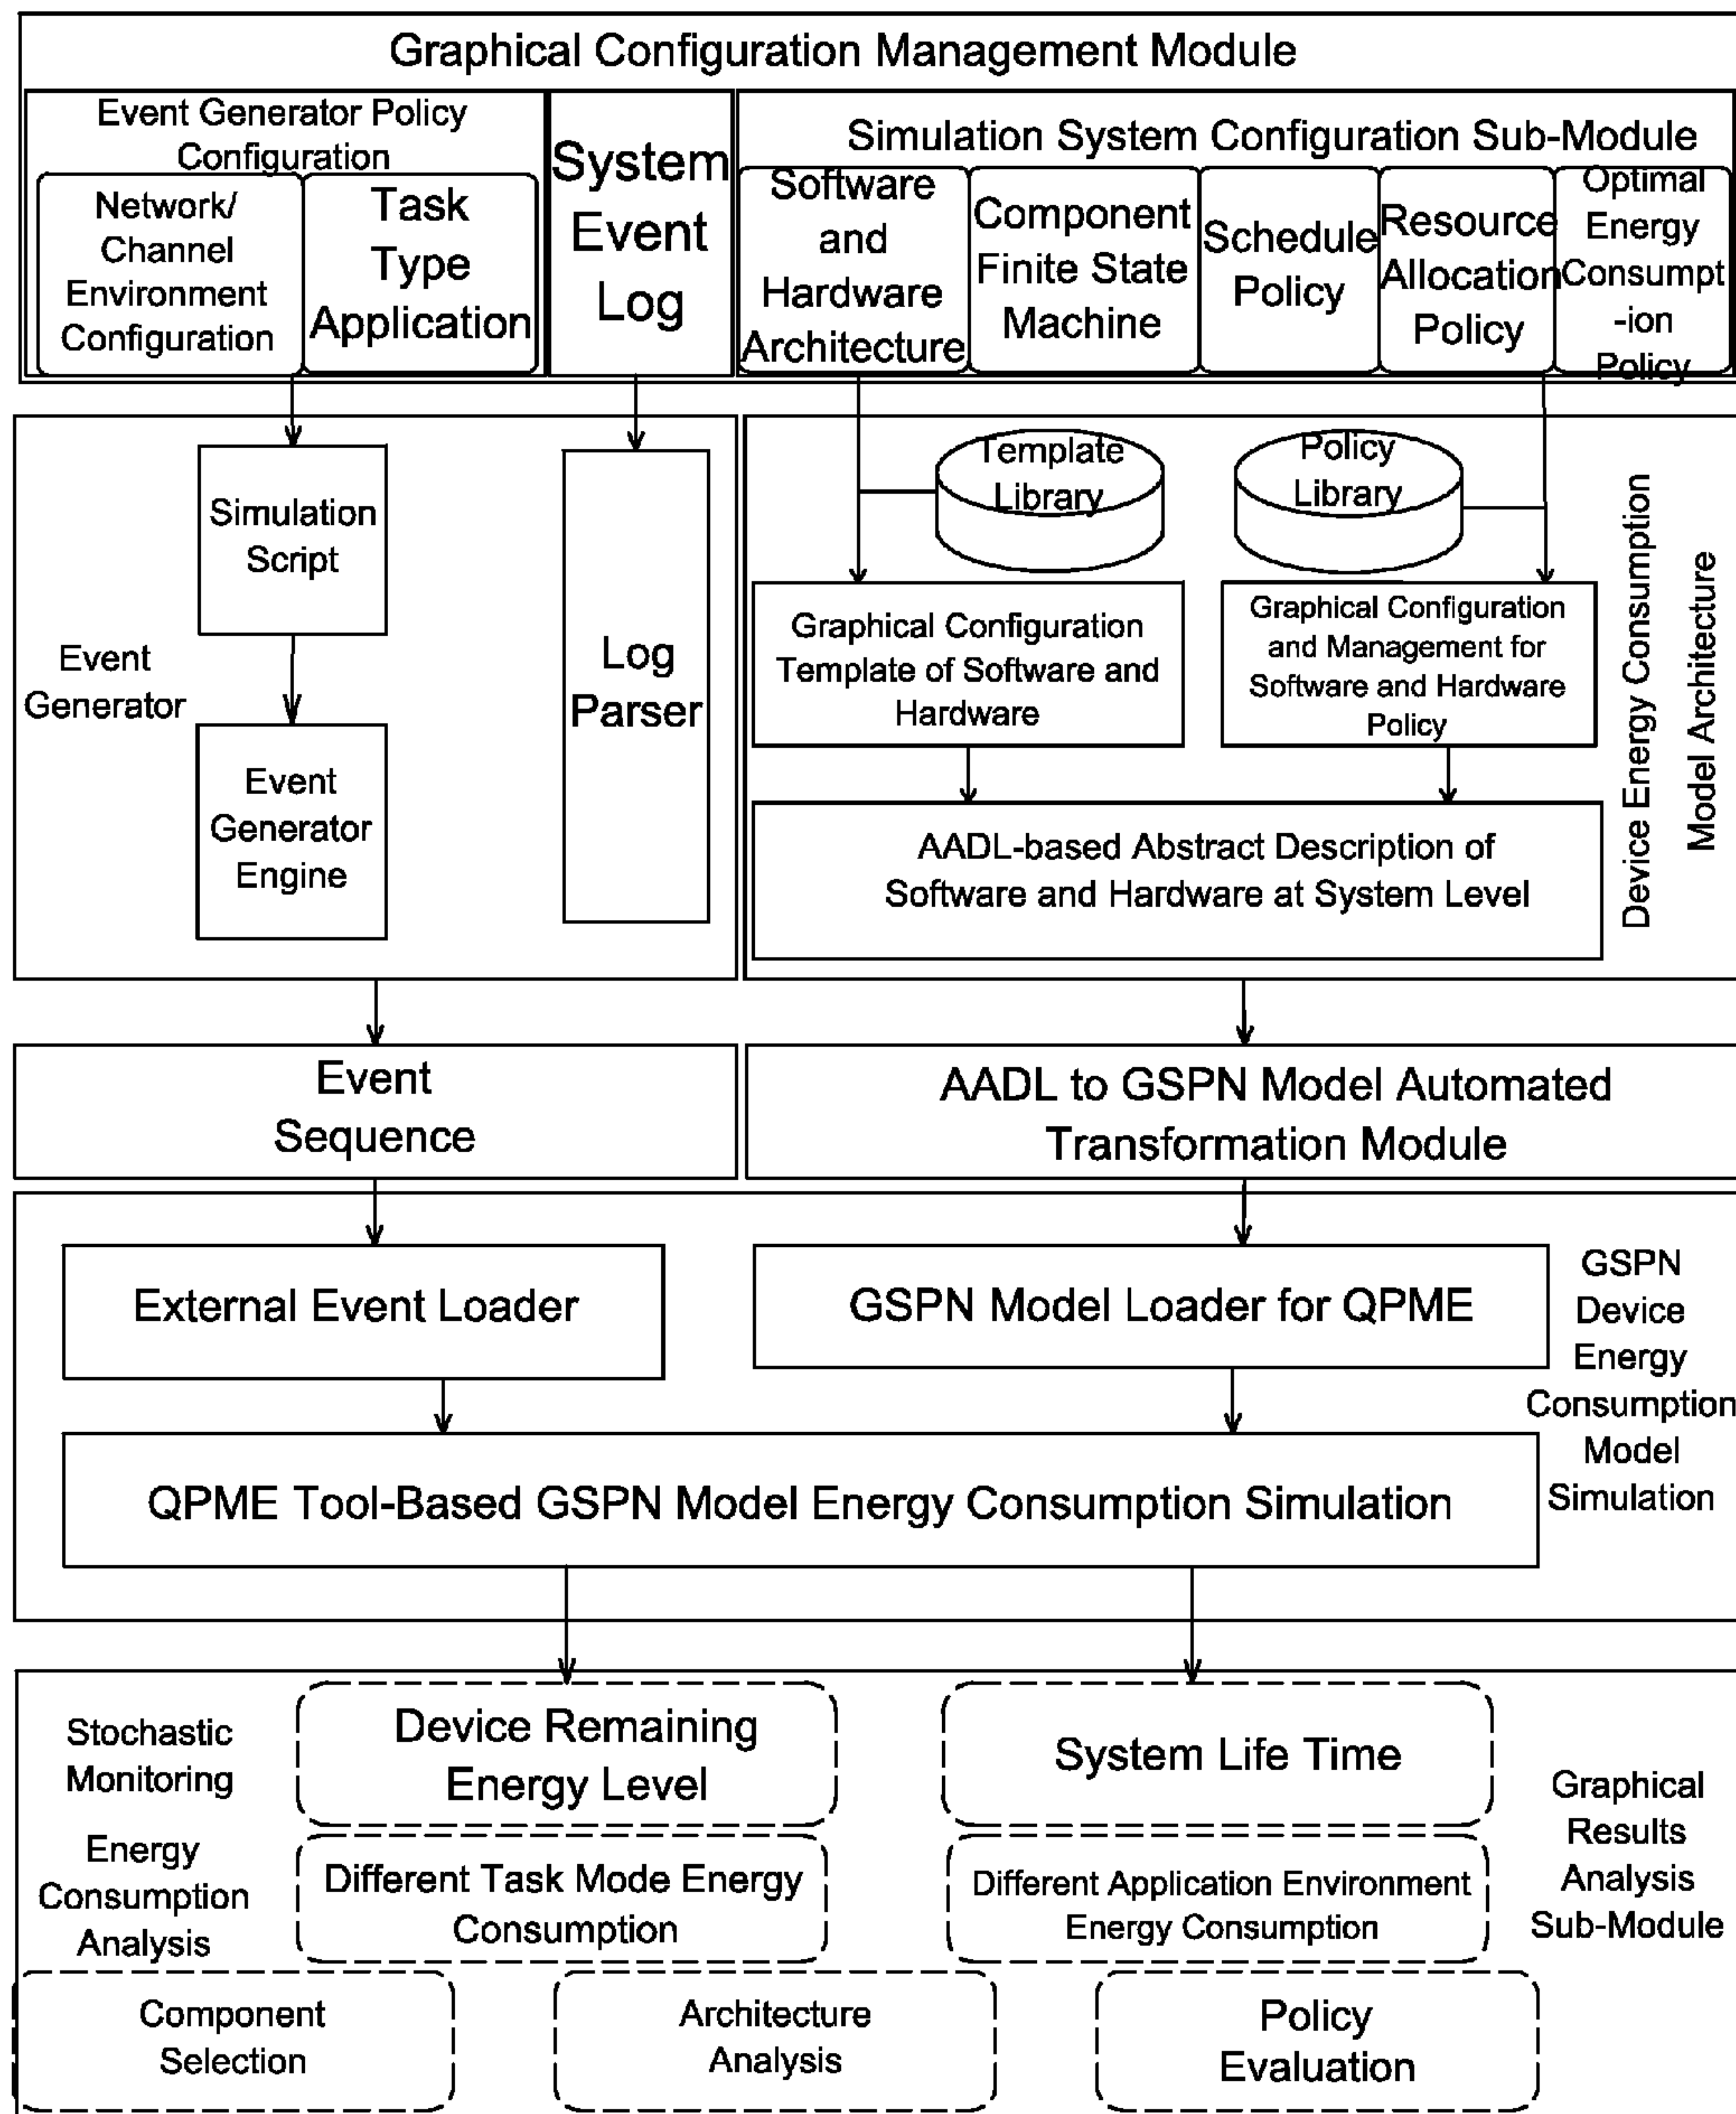 Graphical Configuration Management Module
Event Generator Policy
Configuration
Network/
Channel
Environment
Configuration
Task
Type
Application
System
Event
Log
Simulation System Configuration Sub-Module
Software
and
Hardware
Architecture
Component
Finite State
Machine
Schedule
Policy
Resource
Allocation
Policy
Optimal
Energy
Consumpt
-ion
Policy
Event
Generator
Simulation
Script
Event
Generator
Engine
Log
Parser
Template
Library
Policy
Library
Graphical Configuration
Template of Software and
Hardware
Graphical Configuration
and Management for
Software and Hardware
Policy
AADL-based Abstract Description of
Software and Hardware at System Level
Device Energy Consumption
Model Architecture
Event
Sequence
AADL to GSPN Model Automated
Transformation Module
External Event Loader
GSPN Model Loader for QPME
QPME Tool-Based GSPN Model Energy Consumption Simulation
GSPN
Device
Energy
Consumption
Model
Simulation
Stochastic
Monitoring
Device Remaining
Energy Level
System Life Time
Energy
Consumption
Analysis
Different Task Mode Energy
Consumption
Different Application Environment
Energy Consumption
Graphical
Results
Analysis
Sub-Module
Component
Selection
Architecture
Analysis
Policy
Evaluation